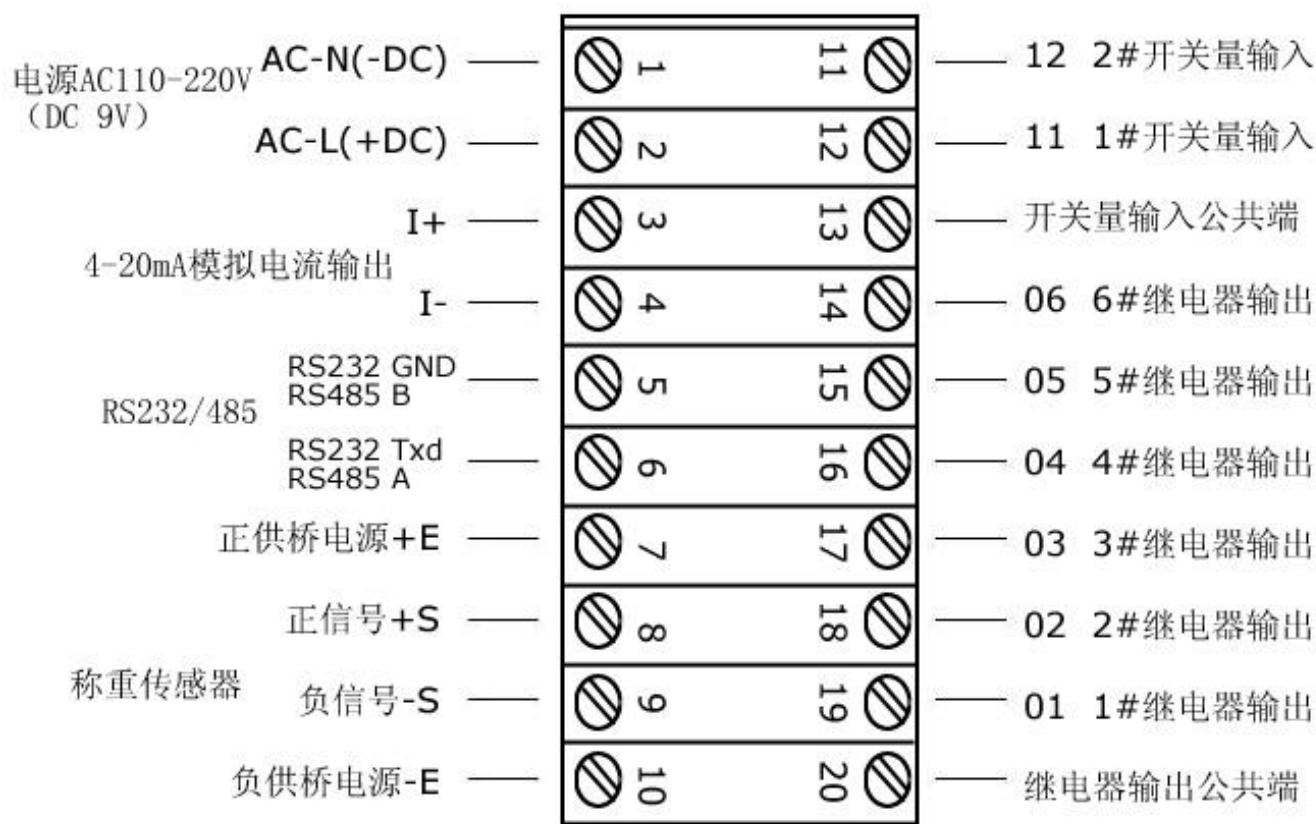 电源AC110-220V
（DC 9V）
AC-N(-DC)
AC-L(+DC)
I+
4-20mA模拟电流输出
I-
RS232 GND
RS485 B
RS232/485
RS232 Txd
RS485 A
正供桥电源+E
正信号+S
称重传感器
负信号-S
负供桥电源-E
1
2
3
4
5
6
7
8
9
10
11
12
13
14
15
16
17
18
19
20
12 2#开关量输入
11 1#开关量输入
开关量输入公共端
06 6#继电器输出
05 5#继电器输出
04 4#继电器输出
03 3#继电器输出
02 2#继电器输出
01 1#继电器输出
继电器输出公共端